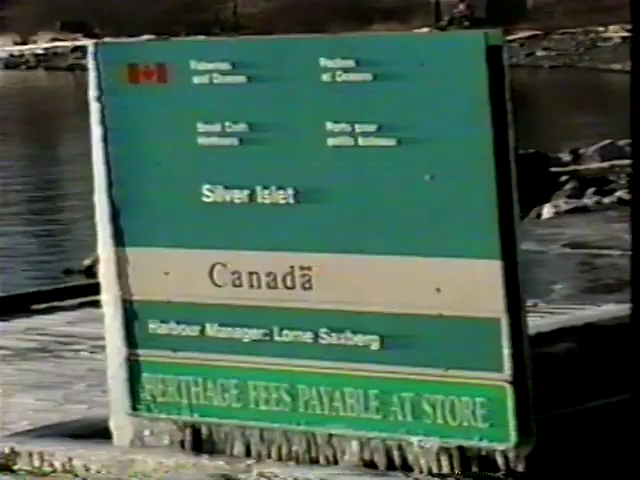 Fisheries
and Oceans
Pêches
et Océans
Small Craft
Harbours
Ports pour
petits bateaux
Silver Islet
Canada
Harbour Manager: Lorne Saxberg
BERTHAGE FEES PAYABLE AT STORE